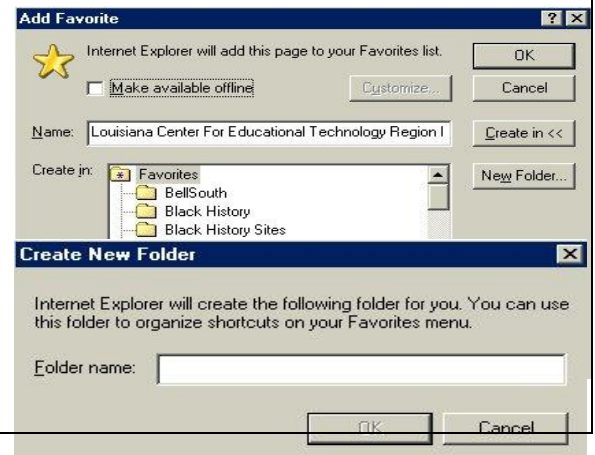 Add Favorite
Internet Explorer will add this page to your Favorites list.
OK
Make available offline
Customize...
Cancel
Name: Louisiana Center For Educational Technology Region I
Create in <<
Create in: Favorites
New Folder...
BellSouth
Black History
Black History Sites
Create New Folder
Internet Explorer will create the following folder for you. You can use
this folder to organize shortcuts on your Favorites menu.
Folder name:
OK
Cancel